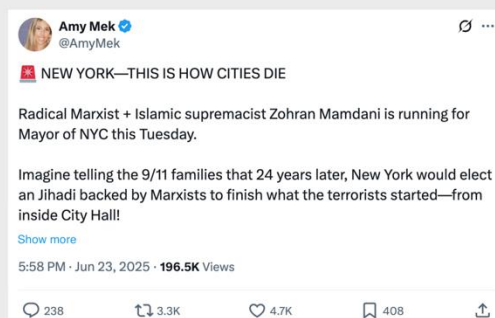 Amy Mek
@AmyMek
🚨 NEW YORK—THIS IS HOW CITIES DIE
Radical Marxist + Islamic supremacist Zohran Mamdani is running for
Mayor of NYC this Tuesday.
Imagine telling the 9/11 families that 24 years later, New York would elect
an Jihadi backed by Marxists to finish what the terrorists started—from
inside City Hall!
Show more
5:58 PM · Jun 23, 2025 · 196.5K Views
238 3.3K 4.7K 408